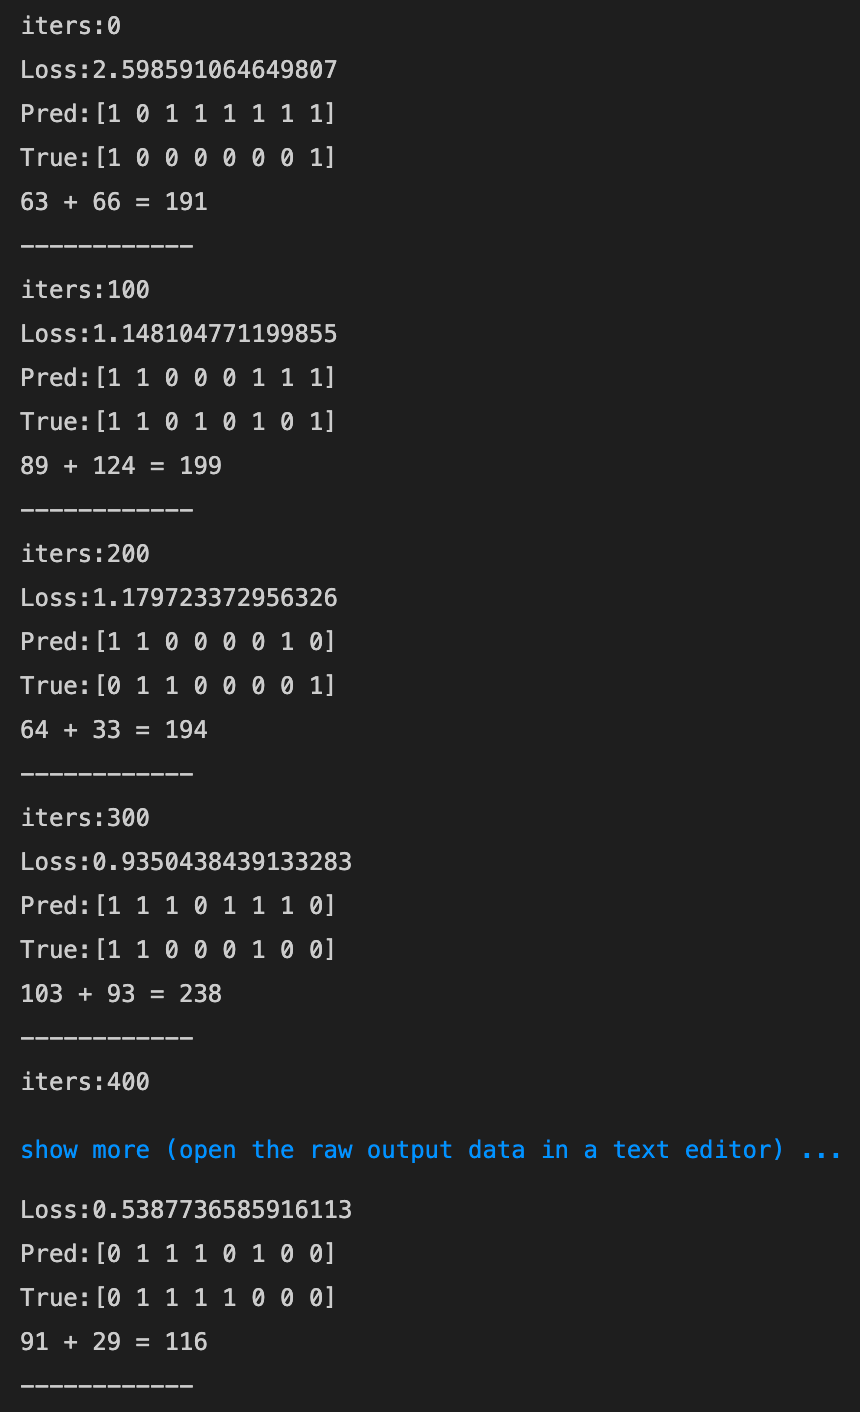 iters:0
Loss:2.598591064649807
Pred:[1 0 1 1 1 1 1 1]
True:[1 0 0 0 0 0 0 1]
63 + 66 = 191
------------
iters:100
Loss:1.148104771199855
Pred:[1 1 0 0 0 1 1 1]
True:[1 1 0 1 0 1 0 1]
89 + 124 = 199
------------
iters:200
Loss:1.179723372956326
Pred:[1 1 0 0 0 0 1 0]
True:[0 1 1 0 0 0 0 1]
64 + 33 = 194
------------
iters:300
Loss:0.9350438439133283
Pred:[1 1 1 0 1 1 1 0]
True:[1 1 0 0 0 1 0 0]
103 + 93 = 238
------------
iters:400
show more (open the raw output data in a text editor) ...
Loss:0.5387736585916113
Pred:[0 1 1 1 0 1 0 0]
True:[0 1 1 1 1 0 0 0]
91 + 29 = 116
------------